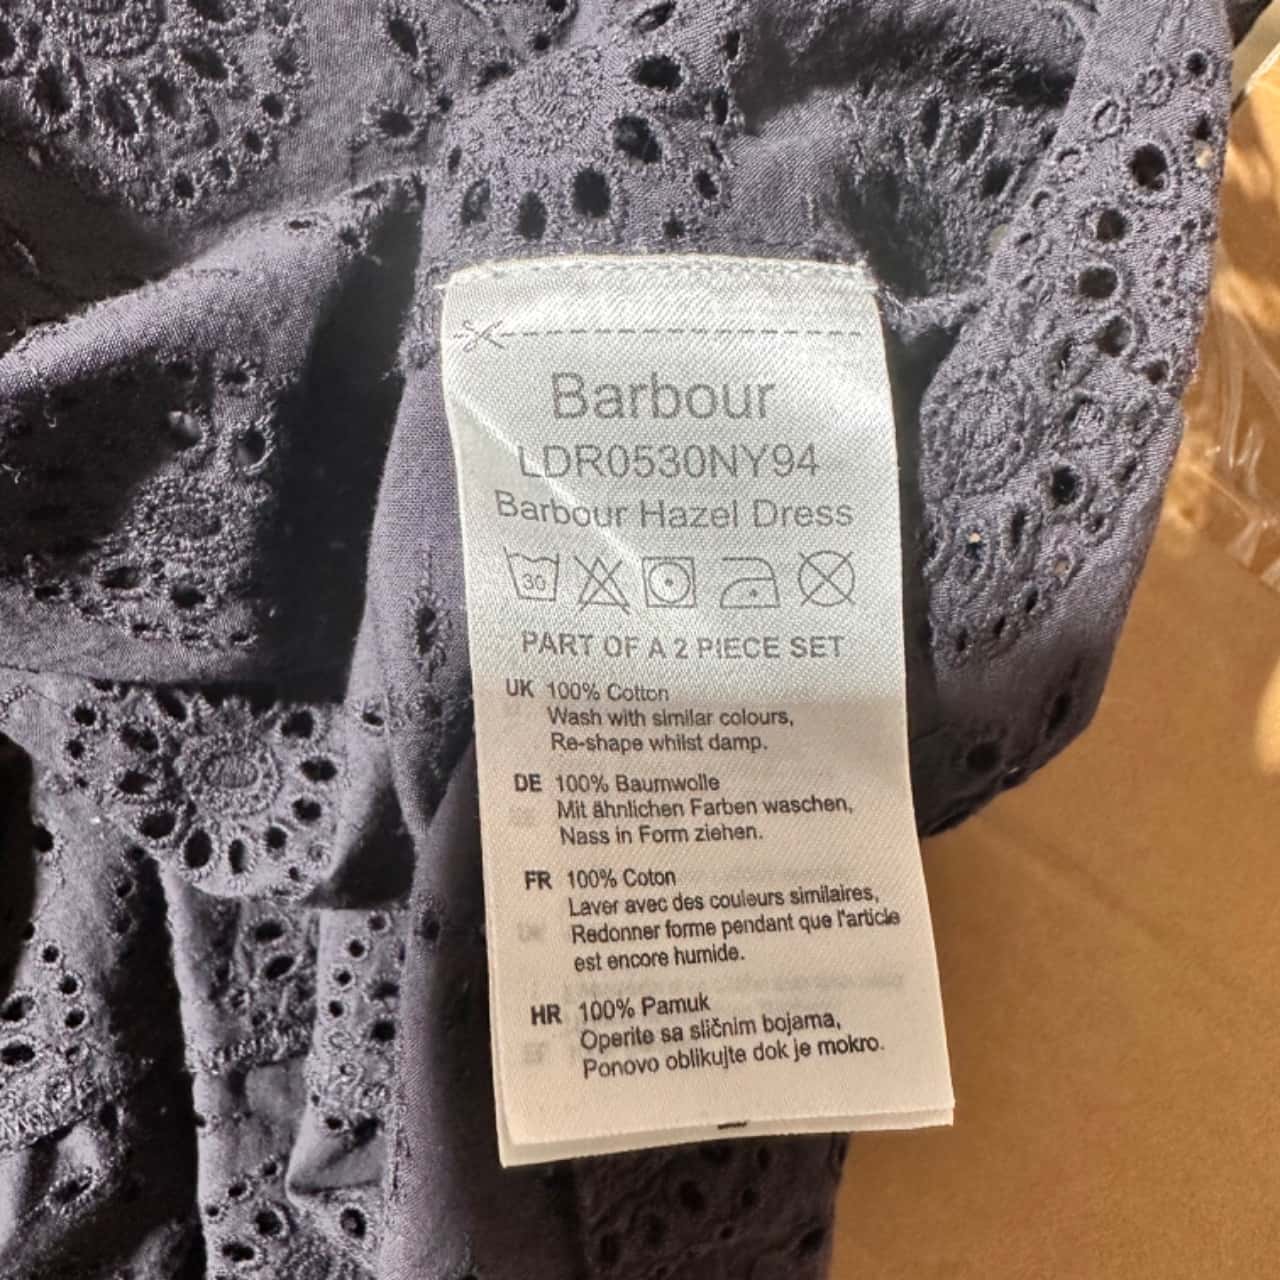 Barbour
LDR0530NY94
Barbour Hazel Dress
30
PART OF A 2 PIECE SET
UK 100% Cotton
Wash with similar colours,
Re-shape whilst damp.
DE 100% Baumwolle
Mit ähnlichen Farben waschen,
Nass in Form ziehen.
FR 100% Coton
Laver avec des couleurs similaires,
Redonner forme pendant que l'article
est encore humide.
HR 100% Pamuk
Operite sa sličnim bojama,
Ponovo oblikujte dok je mokro.